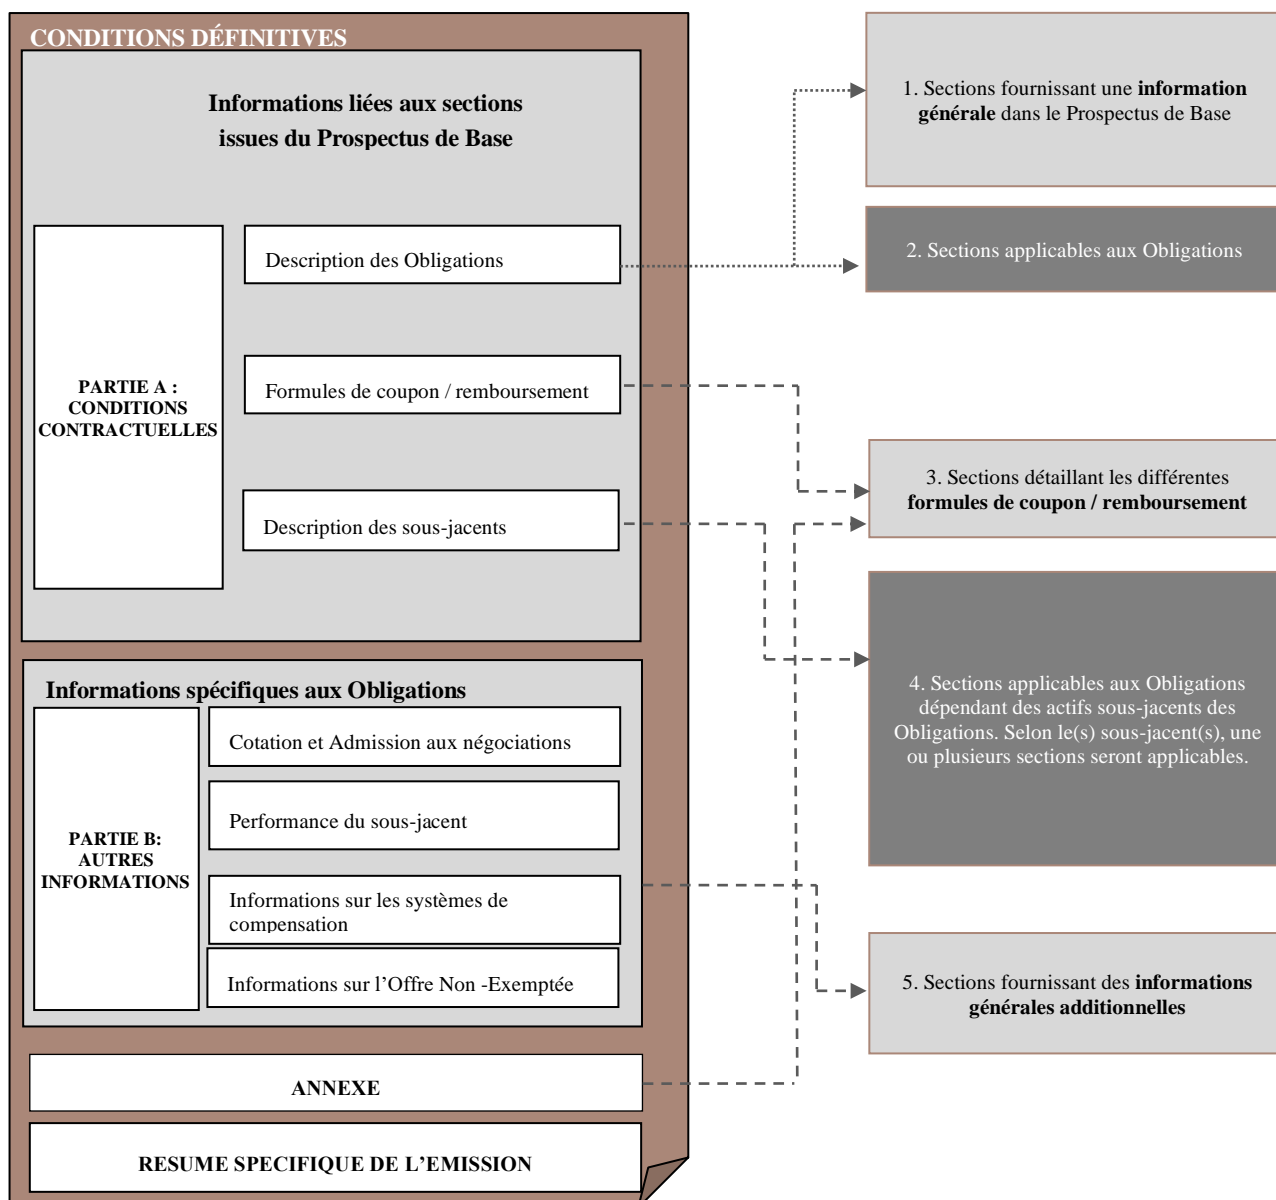 CONDITIONS DÉFINITIVES
Informations liées aux sections
issues du Prospectus de Base
PARTIE A :
CONDITIONS
CONTRACTUELLES
Description des Obligations
Formules de coupon / remboursement
Description des sous-jacents
Informations spécifiques aux Obligations
PARTIE B:
AUTRES
INFORMATIONS
Cotation et Admission aux négociations
Performance du sous-jacent
Informations sur les systèmes de
compensation
Informations sur l’Offre Non -Exemptée
ANNEXE
RESUME SPECIFIQUE DE L’EMISSION
1. Sections fournissant une information
générale dans le Prospectus de Base
2. Sections applicables aux Obligations
3. Sections détaillant les différentes
formules de coupon / remboursement
4. Sections applicables aux Obligations
dépendant des actifs sous-jacents des
Obligations. Selon le(s) sous-jacent(s), une
ou plusieurs sections seront applicables.
5. Sections fournissant des informations
générales additionnelles